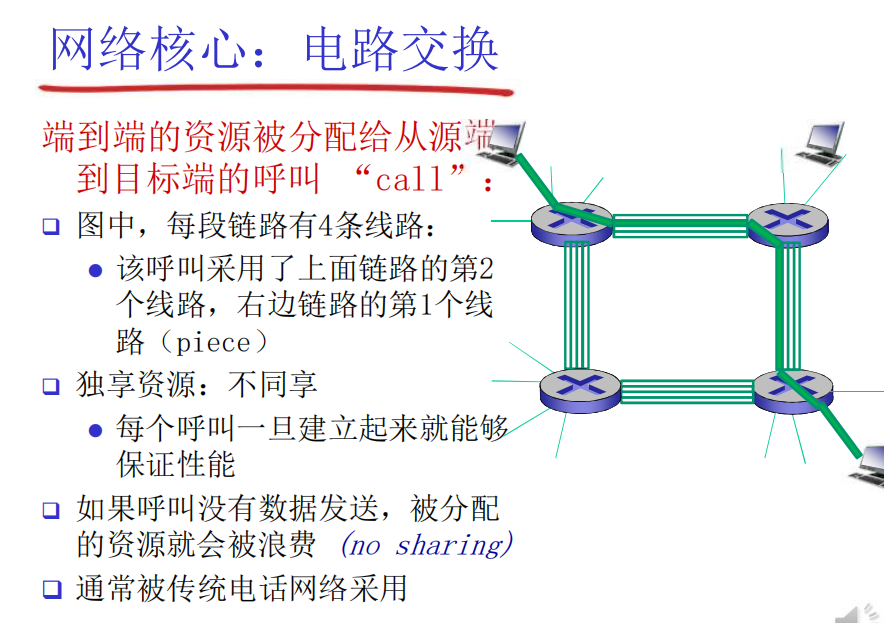 网络核心：电路交换
端到端的资源被分配给从源端
到目标端的呼叫 “call”：
图中，每段链路有4条线路：
该呼叫采用了上面链路的第2
个线路，右边链路的第1个线
路（piece）
独享资源：不同享
每个呼叫一旦建立起来就能够
保证性能
如果呼叫没有数据发送，被分配
的资源就会被浪费 (no sharing)
通常被传统电话网络采用